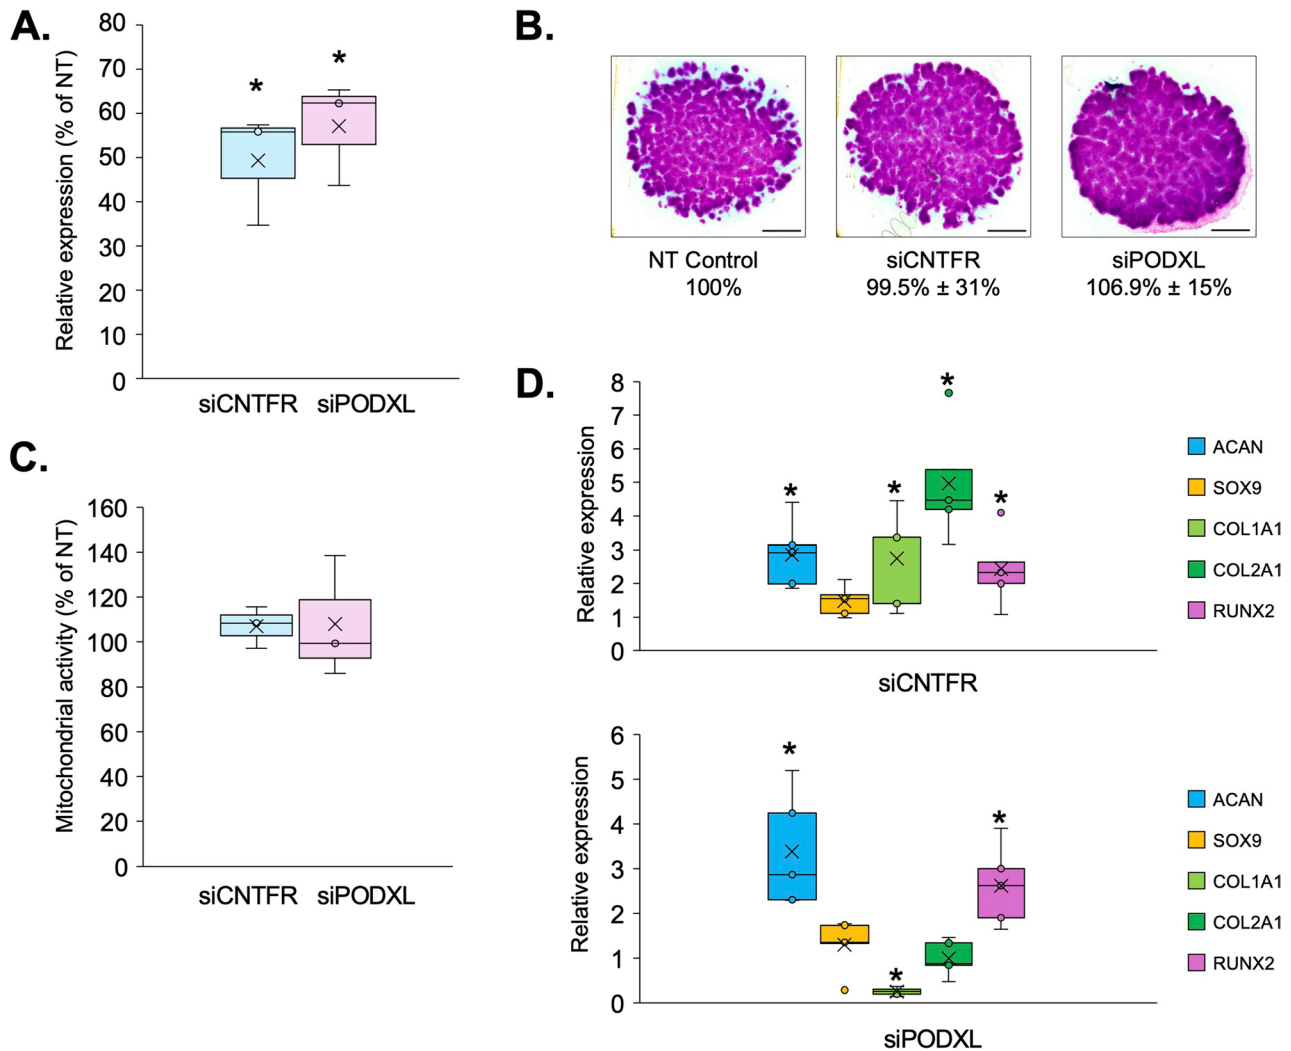 A.
Relative expression (% of NT)
80
70
60
50
40
30
20
10
0
*
*
siCNTFR siPODXL
B.
NT Control
100%
siCNTFR
99.5% ± 31%
siPODXL
106.9% ± 15%
C.
Mitochondrial activity (% of NT)
160
140
120
100
80
60
40
20
0
siCNTFR siPODXL
D.
Relative expression
8
7
6
5
4
3
2
1
0
*
*
*
*
siCNTFR
ACAN
SOX9
COL1A1
COL2A1
RUNX2
Relative expression
6
5
4
3
2
1
0
*
*
*
siPODXL
ACAN
SOX9
COL1A1
COL2A1
RUNX2